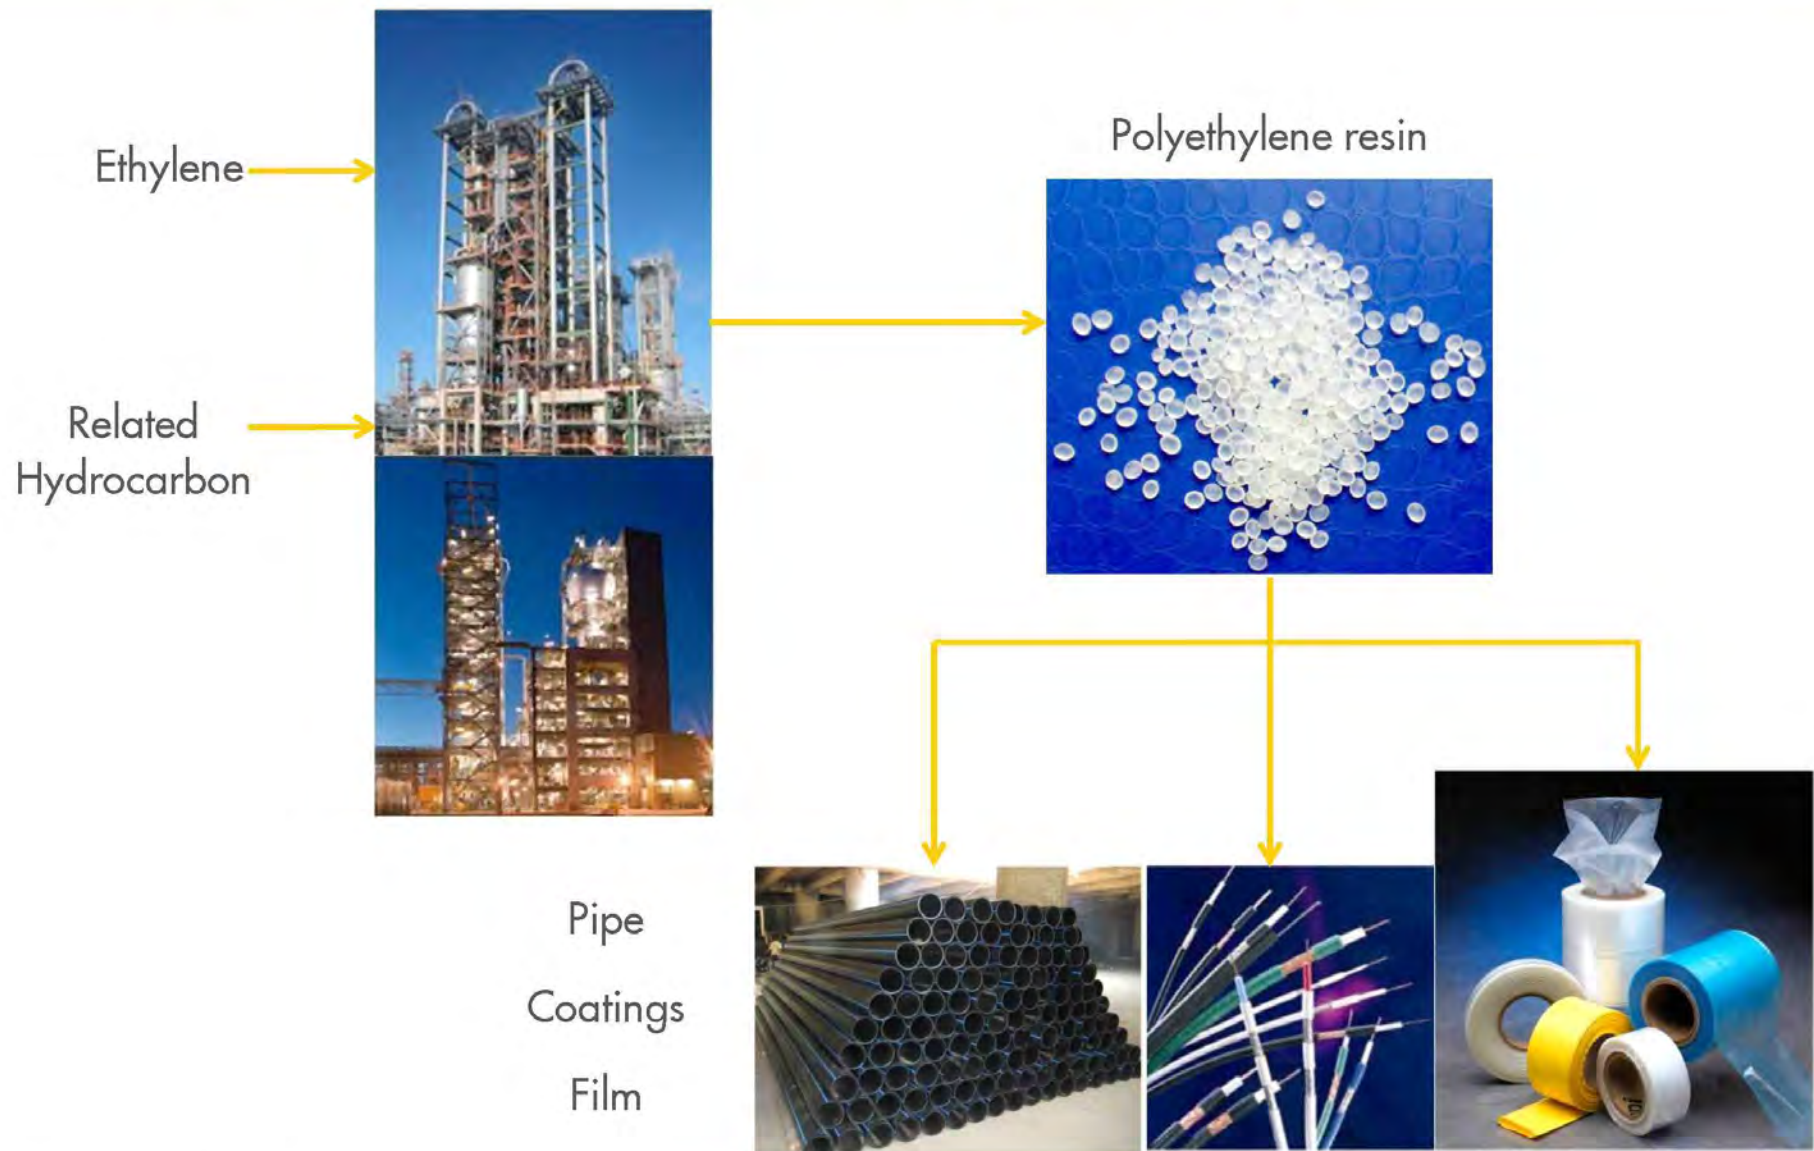 Ethylene
Related
Hydrocarbon
Polyethylene resin
Pipe
Coatings
Film